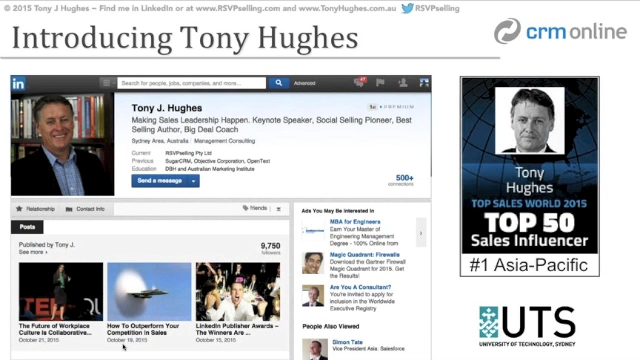 © 2015 Tony J Hughes – Find me in LinkedIn or at www.RSVPselling.com and www.TonyHughes.com.au RSVPselling
Introducing Tony Hughes
crmonline
in
Search for people, jobs, companies, and more...
Advanced
Tony J. Hughes
1st PREMIUM
Making Sales Leadership Happen. Keynote Speaker, Social Selling Pioneer, Best
Selling Author, Big Deal Coach
Sydney Area, Australia | Management Consulting
Current RSVPselling Pty Ltd
Previous SugarCRM, Objective Corporation, OpenText
Education DBH and Australian Marketing Institute
Send a message
500+
connections
Relationship
Contact Info
friends
Posts
Published by Tony J.
See more ›
9,750
followers
The Future of Workplace
Culture is Collaborative...
October 21, 2015
How To Outperform Your
Competition in Sales
October 19, 2015
LinkedIn Publisher Awards –
The Winners Are ...
October 15, 2015
Ads You May Be Interested In
MBA for Engineers
Earn Your Master of
Engineering Management
Degree - 100% Online from
Magic Quadrant: Firewalls
Download the Gartner Firewall
Magic Quadrant for 2015. Get
the Results!
Are You A Consultant?
You're invited to apply for
inclusion in the Worldwide
Executive Registry
People Also Viewed
Simon Tate
Vice President Asia: Salesforce
Tony
Hughes
TOP SALES WORLD 2015
TOP 50
Sales Influencer
#1 Asia-Pacific
UTS
UNIVERSITY OF TECHNOLOGY, SYDNEY